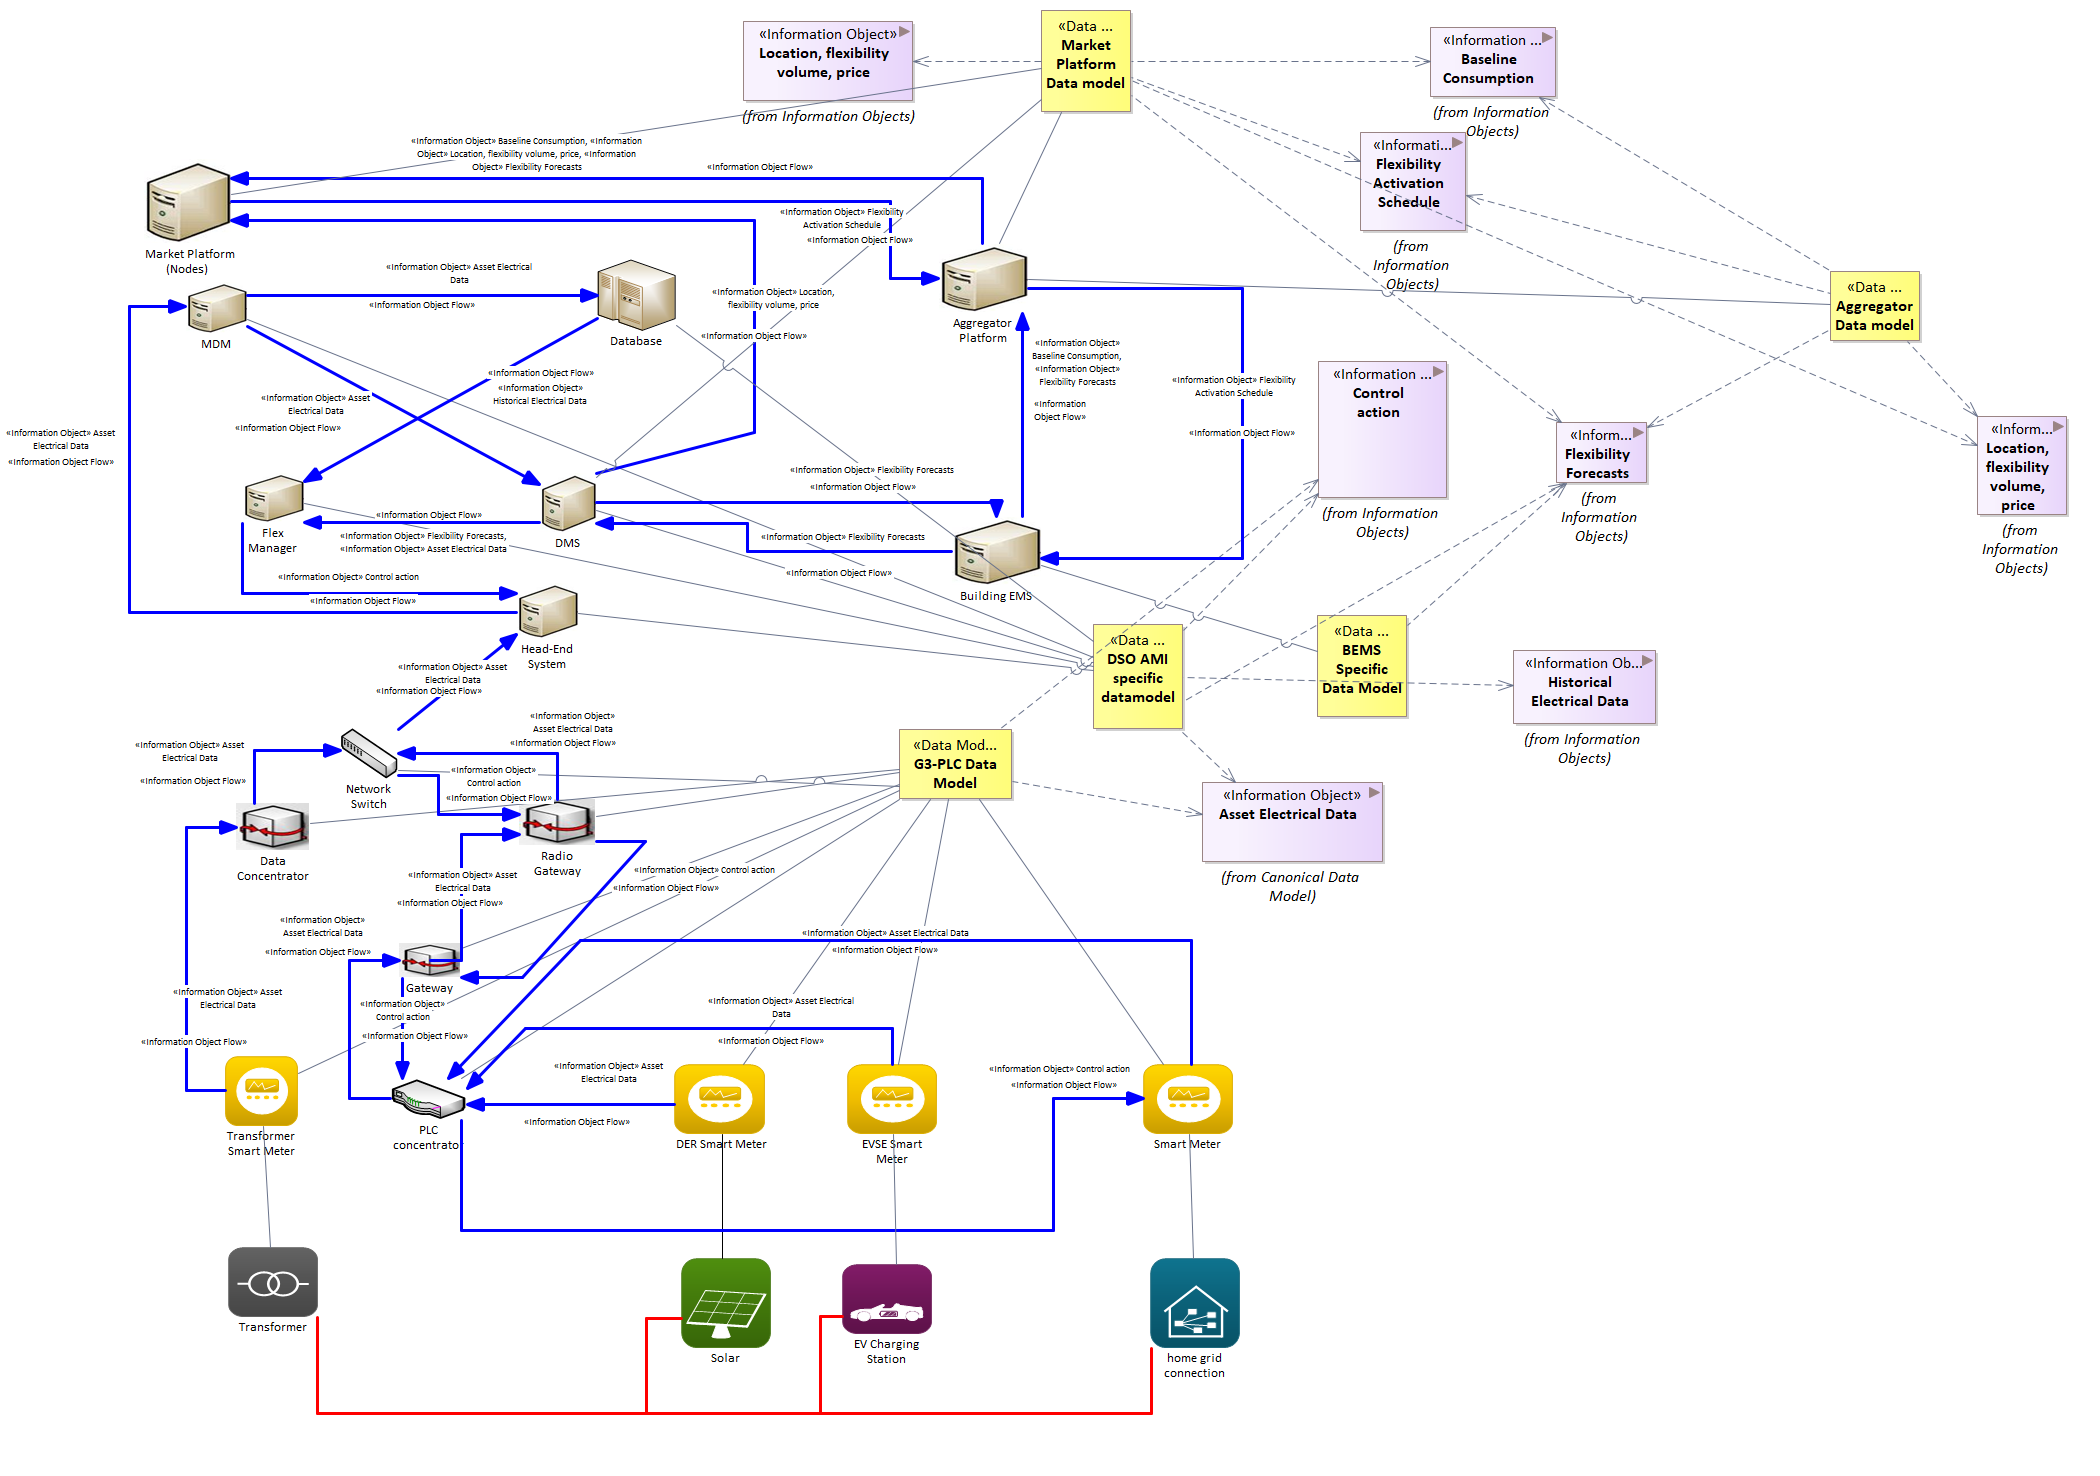 «Information Object»
Location, flexibility
volume, price
(from Information Objects)
«Data ...
Market
Platform
Data model
«Information ...
Baseline
Consumption
(from Information
Objects)
«Informati...
Flexibility
Activation
Schedule
(from
Information
Objects)
«Information Object» Baseline Consumption, «Information
Object» Location, flexibility volume, price, «Information
Object» Flexibility Forecasts
«Information Object Flow»
Market Platform
(Nodes)
«Information Object» Flexibility
Activation Schedule
«Information Object Flow»
«Information Object» Asset Electrical
Data
«Information Object Flow»
MDM
Database
«Information Object» Location,
flexibility volume, price
«Information Object Flow»
Aggregator
Platform
«Data ...
Aggregator
Data model
«Information Object»
Baseline Consumption,
«Information Object»
Flexibility Forecasts
«Information
Object Flow»
«Information Object» Flexibility
Activation Schedule
«Information Object Flow»
«Information ...
Control
action
(from Information
Objects)
«Inform...
Flexibility
Forecasts
(from
Information
Objects)
«Inform...
Location,
flexibility
volume,
price
(from
Information
Objects)
«Information Object Flow»
«Information Object»
Historical Electrical Data
«Information Object» Asset
Electrical Data
«Information Object Flow»
«Information Object» Asset
Electrical Data
«Information Object Flow»
«Information Object» Flexibility Forecasts
«Information Object Flow»
Flex
Manager
«Information Object Flow»
«Information Object» Flexibility Forecasts,
«Information Object» Asset Electrical Data
DMS
«Information Object» Flexibility Forecasts
«Information Object Flow»
Building EMS
«Information Object» Control action
«Information Object Flow»
Head-End
System
«Information Object» Asset
Electrical Data
«Information Object Flow»
«Data ...
DSO AMI
specific
datamodel
«Data ...
BEMS
Specific
Data Model
«Information Ob...
Historical
Electrical Data
(from Information
Objects)
«Information Object»
Asset Electrical Data
«Information Object Flow»
«Information Object» Asset
Electrical Data
«Information Object Flow»
Network
Switch
«Information Object»
Control action
«Information Object Flow»
«Data Mod...
G3-PLC Data
Model
«Information Object»
Asset Electrical Data
(from Canonical Data
Model)
Data
Concentrator
Radio
Gateway
«Information Object» Asset
Electrical Data
«Information Object Flow»
«Information Object» Control action
«Information Object Flow»
«Information Object»
Asset Electrical Data
«Information Object Flow»
Gateway
«Information Object» Asset Electrical Data
«Information Object Flow»
«Information Object» Asset
Electrical Data
«Information Object Flow»
«Information Object»
Control action
«Information Object Flow»
«Information Object» Asset Electrical
Data
«Information Object Flow»
«Information Object» Asset
Electrical Data
«Information Object Flow»
«Information Object» Control action
«Information Object Flow»
Transformer
Smart Meter
PLC
concentrator
DER Smart Meter
EVSE Smart
Meter
Smart Meter
Transformer
Solar
EV Charging
Station
home grid
connection